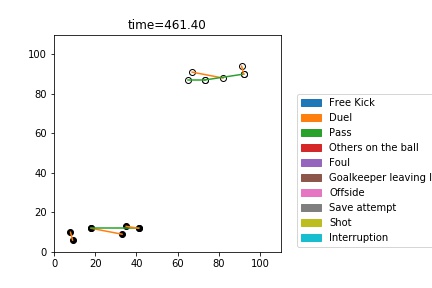 time=461.40
100
80
60
40
20
0
0 20 40 60 80 100
Free Kick
Duel
Pass
Others on the ball
Foul
Goalkeeper leaving l
Offside
Save attempt
Shot
Interruption